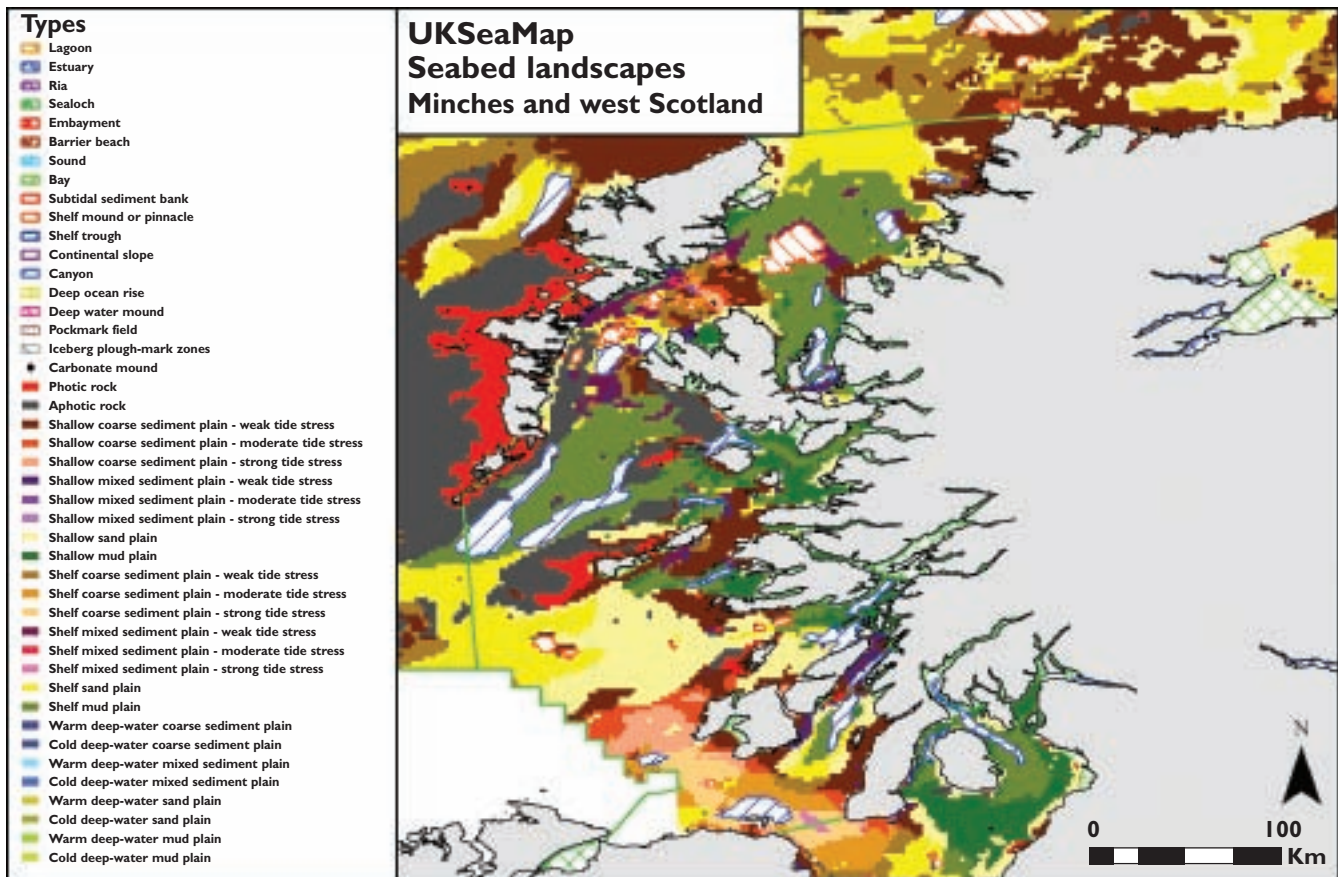 Types
Lagoon
Estuary
Ria
Sealoch
Embayment
Barrier beach
Sound
Bay
Subtidal sediment bank
Shelf mound or pinnacle
Shelf trough
Continental slope
Canyon
Deep ocean rise
Deep water mound
Pockmark field
Iceberg plough-mark zones
Carbonate mound
Photic rock
Aphotic rock
Shallow coarse sediment plain - weak tide stress
Shallow coarse sediment plain - moderate tide stress
Shallow coarse sediment plain - strong tide stress
Shallow mixed sediment plain - weak tide stress
Shallow mixed sediment plain - moderate tide stress
Shallow mixed sediment plain - strong tide stress
Shallow sand plain
Shallow mud plain
Shelf coarse sediment plain - weak tide stress
Shelf coarse sediment plain - moderate tide stress
Shelf coarse sediment plain - strong tide stress
Shelf mixed sediment plain - weak tide stress
Shelf mixed sediment plain - moderate tide stress
Shelf mixed sediment plain - strong tide stress
Shelf sand plain
Shelf mud plain
Warm deep-water coarse sediment plain
Cold deep-water coarse sediment plain
Warm deep-water mixed sediment plain
Cold deep-water mixed sediment plain
Warm deep-water sand plain
Cold deep-water sand plain
Warm deep-water mud plain
Cold deep-water mud plain
UKSeaMap
Seabed landscapes
Minches and west Scotland
N
0 100
Km